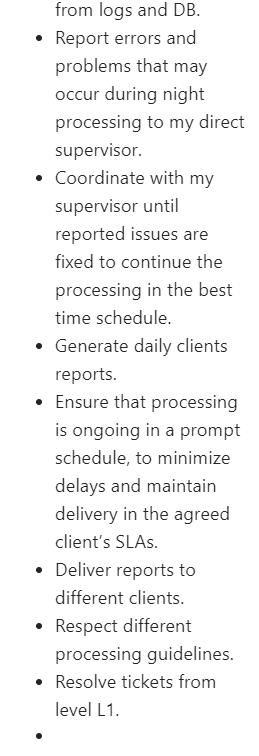 from logs and DB.
• Report errors and
problems that may
occur during night
processing to my direct
supervisor.
• Coordinate with my
supervisor until
reported issues are
fixed to continue the
processing in the best
time schedule.
• Generate daily clients
reports.
• Ensure that processing
is ongoing in a prompt
schedule, to minimize
delays and maintain
delivery in the agreed
client’s SLAs.
• Deliver reports to
different clients.
• Respect different
processing guidelines.
• Resolve tickets from
level L1.
•